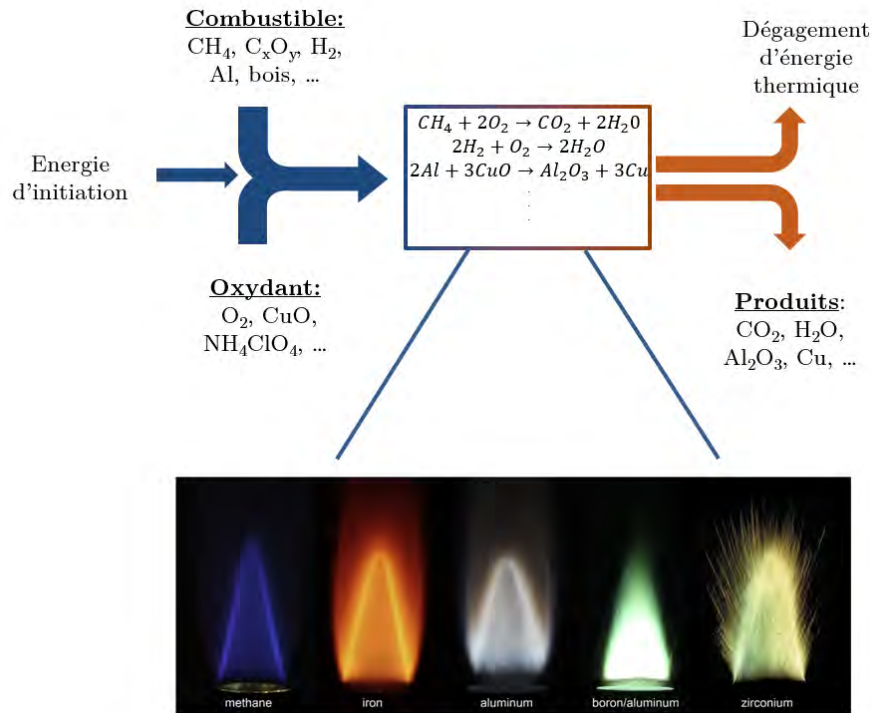 Combustible:
CH₄, CₓOᵧ, H₂,
Al, bois, ...
Energie
d'initiation
Oxydant:
O₂, CuO,
NH₄ClO₄, ...
CH₄ + 2O₂ → CO₂ + 2H₂0
2H₂ + O₂ → 2H₂O
2Al + 3CuO → Al₂O₃ + 3Cu
.
.
.
Dégagement
d'énergie
thermique
Produits:
CO₂, H₂O,
Al₂O₃, Cu, ...
methane iron aluminum boron/aluminum zirconium